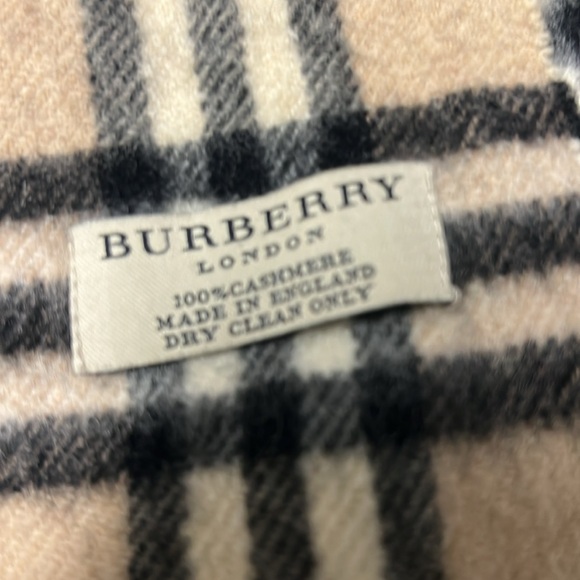 BURBERRY
LONDON
100% CASHMERE
MADE IN ENGLAND
DRY CLEAN ONLY